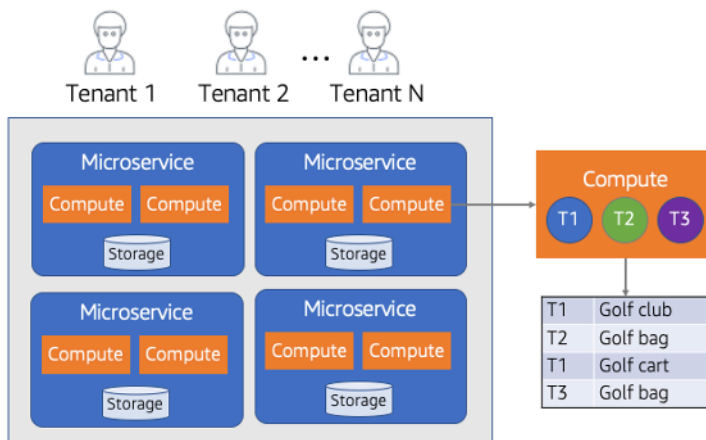 ...
Tenant 1 Tenant 2 Tenant N
Microservice
Compute Compute
Storage
Microservice
Compute Compute
Storage
Microservice
Compute Compute
Storage
Microservice
Compute Compute
Storage
Compute
T1 T2 T3
T1 Golf club
T2 Golf bag
T1 Golf cart
T3 Golf bag